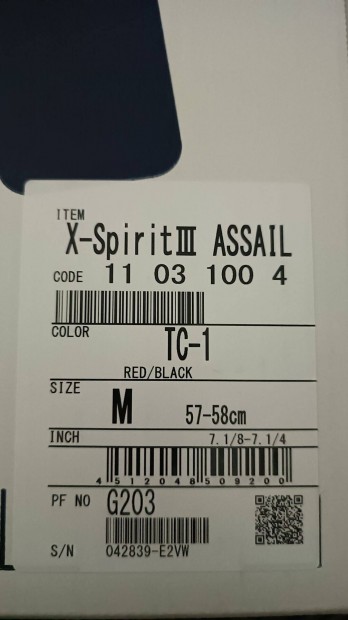 ITEM
X-SpiritⅢ ASSAIL
CODE 11 03 100 4
COLOR
TC-1
RED/BLACK
SIZE
M 57-58cm
INCH 7.1/8-7.1/4
4 512048 509200
PF NO G203
S/N 042839-E2VW